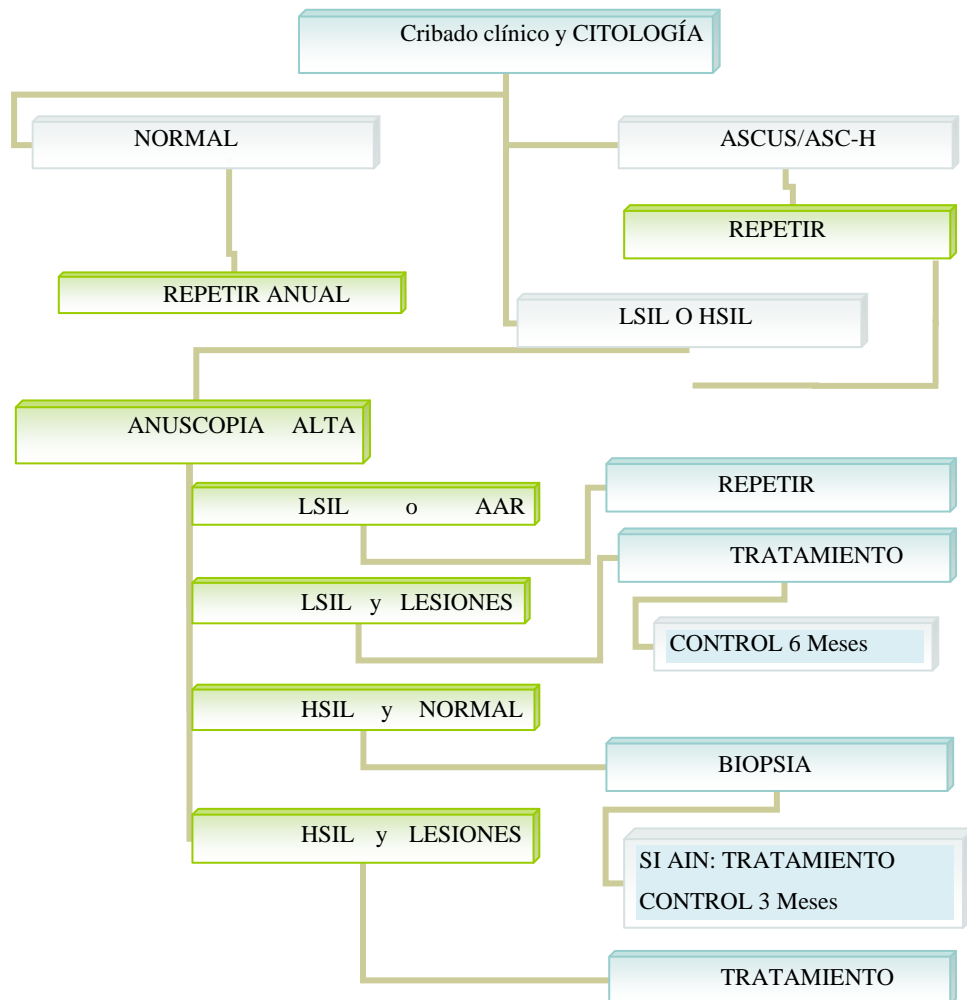 Cribado clínico y CITOLOGÍA
NORMAL
ASCUS/ASC-H
REPETIR
REPETIR ANUAL
LSIL O HSIL
ANUSCOPIA ALTA
LSIL o AAR
REPETIR
TRATAMIENTO
LSIL y LESIONES
CONTROL 6 Meses
HSIL y NORMAL
BIOPSIA
HSIL y LESIONES
SI AIN: TRATAMIENTO
CONTROL 3 Meses
TRATAMIENTO